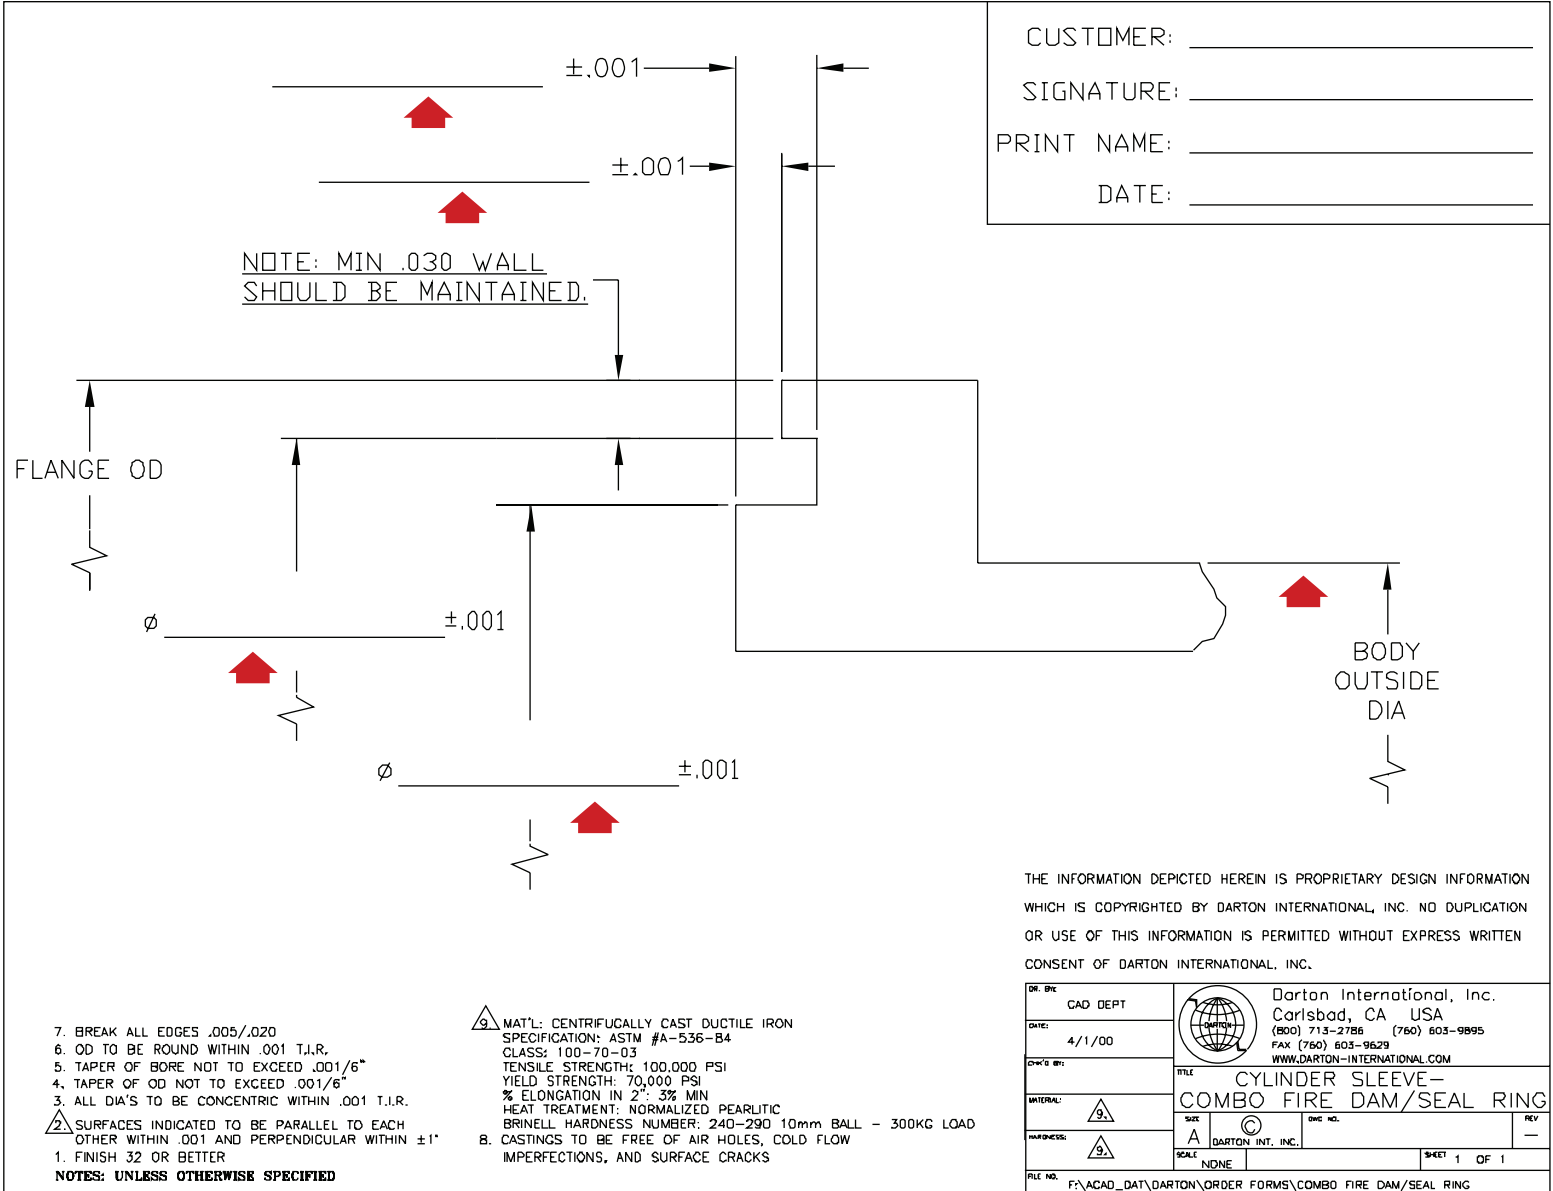 CUSTOMER:
SIGNATURE:
PRINT NAME:
DATE:
±.001
±.001
NOTE: MIN .030 WALL
SHOULD BE MAINTAINED.
FLANGE OD
Ø ±.001
Ø ±.001
BODY
OUTSIDE
DIA
THE INFORMATION DEPICTED HEREIN IS PROPRIETARY DESIGN INFORMATION
WHICH IS COPYRIGHTED BY DARTON INTERNATIONAL, INC. NO DUPLICATION
OR USE OF THIS INFORMATION IS PERMITTED WITHOUT EXPRESS WRITTEN
CONSENT OF DARTON INTERNATIONAL, INC.
7. BREAK ALL EDGES .005/.020
6. OD TO BE ROUND WITHIN .001 T.I.R.
5. TAPER OF BORE NOT TO EXCEED .001/6"
4. TAPER OF OD NOT TO EXCEED .001/6"
3. ALL DIA'S TO BE CONCENTRIC WITHIN .001 T.I.R.
2. SURFACES INDICATED TO BE PARALLEL TO EACH
OTHER WITHIN .001 AND PERPENDICULAR WITHIN ±1°
1. FINISH 32 OR BETTER
NOTES: UNLESS OTHERWISE SPECIFIED
9. MAT'L: CENTRIFUGALLY CAST DUCTILE IRON
SPECIFICATION: ASTM #A-536-84
CLASS: 100-70-03
TENSILE STRENGTH: 100,000 PSI
YIELD STRENGTH: 70,000 PSI
% ELONGATION IN 2": 3% MIN
HEAT TREATMENT: NORMALIZED PEARLITIC
BRINELL HARDNESS NUMBER: 240-290 10mm BALL - 300KG LOAD
8. CASTINGS TO BE FREE OF AIR HOLES, COLD FLOW
IMPERFECTIONS, AND SURFACE CRACKS
DR. BY:
CAD DEPT
DATE:
4/1/00
CHK'D BY:
MATERIAL:
9.
HARDNESS:
9.
DARTON
Darton International, Inc.
Carlsbad, CA USA
(800) 713-2786 (760) 603-9895
FAX (760) 603-9629
WWW.DARTON-INTERNATIONAL.COM
TITLE
CYLINDER SLEEVE-
COMBO FIRE DAM/SEAL RING
SIZE
A
©
DARTON INT. INC.
DWG NO.
REV
—
SCALE
NONE
SHEET 1 OF 1
FILE NO. F:\ACAD_DAT\DARTON\ORDER FORMS\COMBO FIRE DAM/SEAL RING